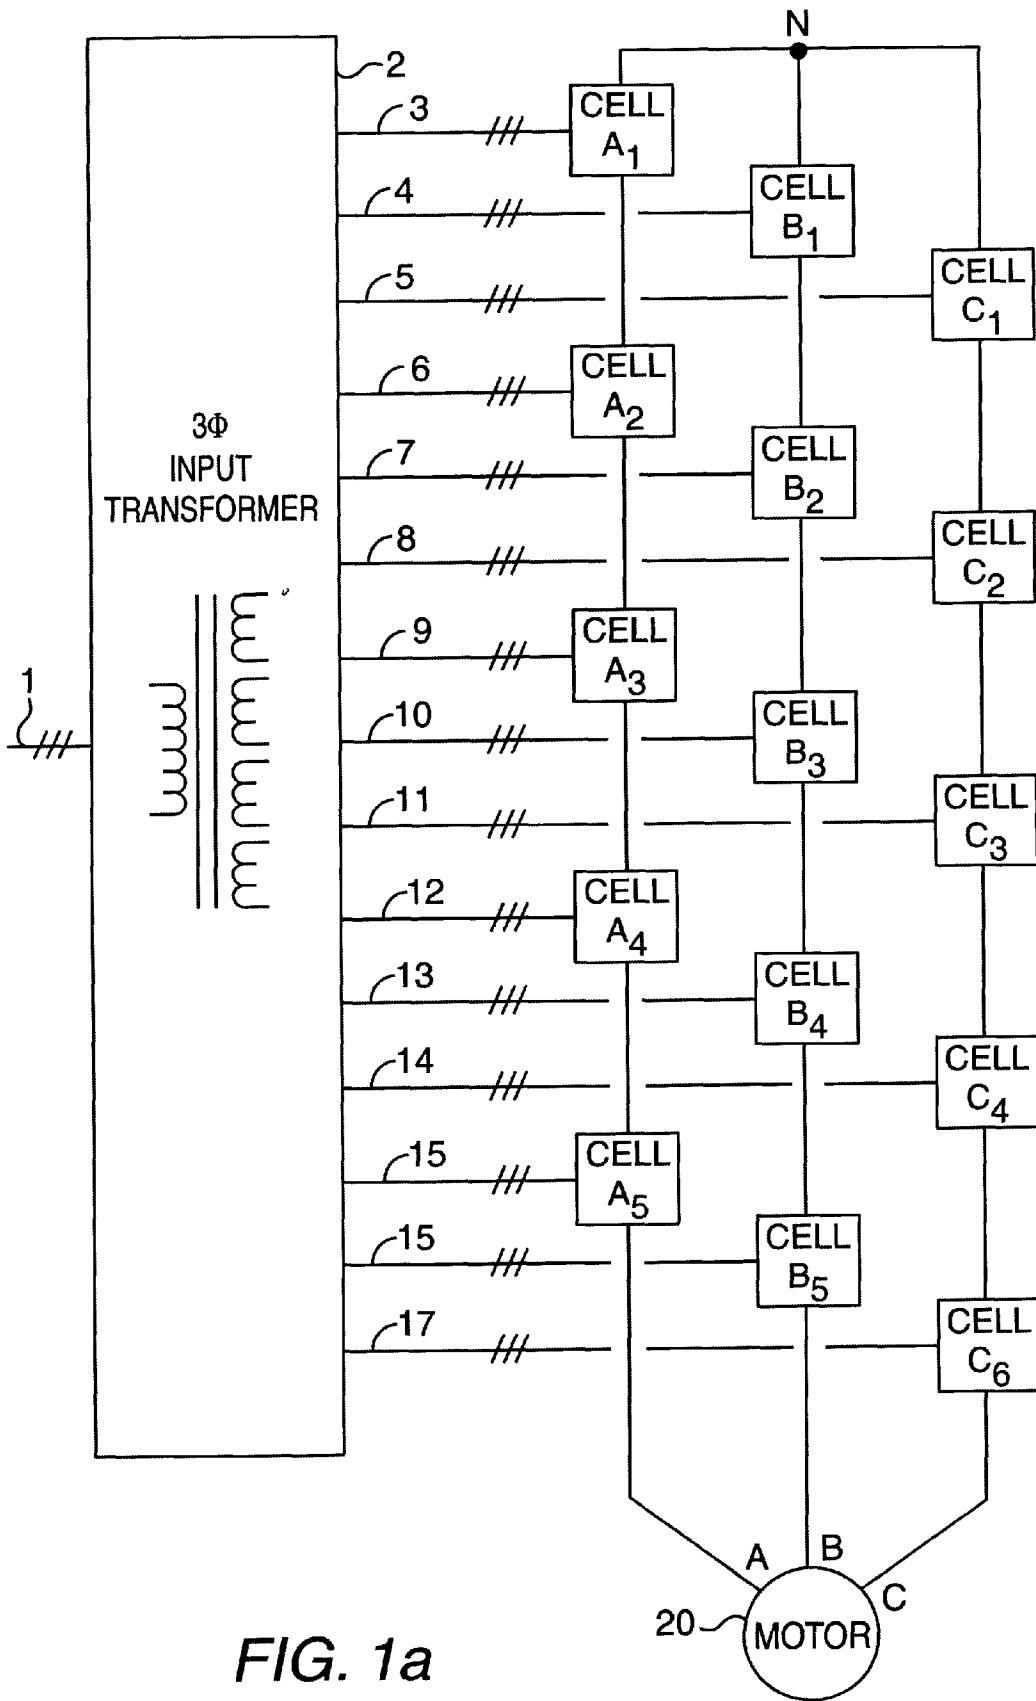 N
2
3
CELL
A1
4
CELL
B1
5
CELL
C1
6
CELL
A2
3Φ
INPUT
TRANSFORMER
7
CELL
B2
8
CELL
C2
9
CELL
A3
1
10
CELL
B3
11
CELL
C3
12
CELL
A4
13
CELL
B4
14
CELL
C4
15
CELL
A5
15
CELL
B5
17
CELL
C6
A
B
C
20
MOTOR
FIG. 1a